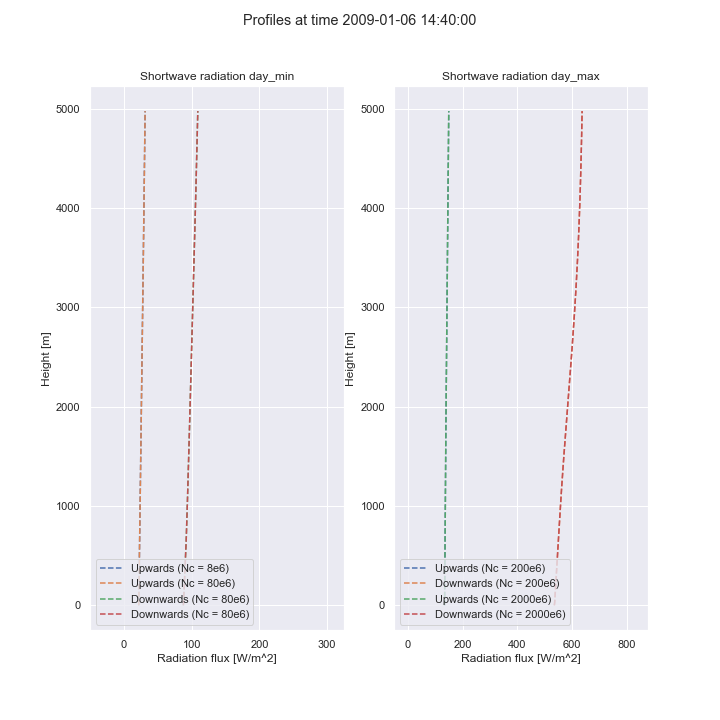 Profiles at time 2009-01-06 14:40:00
Shortwave radiation day_min
Height [m]
5000
4000
3000
2000
1000
0
Upwards (Nc = 8e6)
Upwards (Nc = 80e6)
Downwards (Nc = 80e6)
Downwards (Nc = 80e6)
0 100 200 300
Radiation flux [W/m^2]
Shortwave radiation day_max
Height [m]
5000
4000
3000
2000
1000
0
Upwards (Nc = 200e6)
Downwards (Nc = 200e6)
Upwards (Nc = 2000e6)
Downwards (Nc = 2000e6)
0 200 400 600 800
Radiation flux [W/m^2]